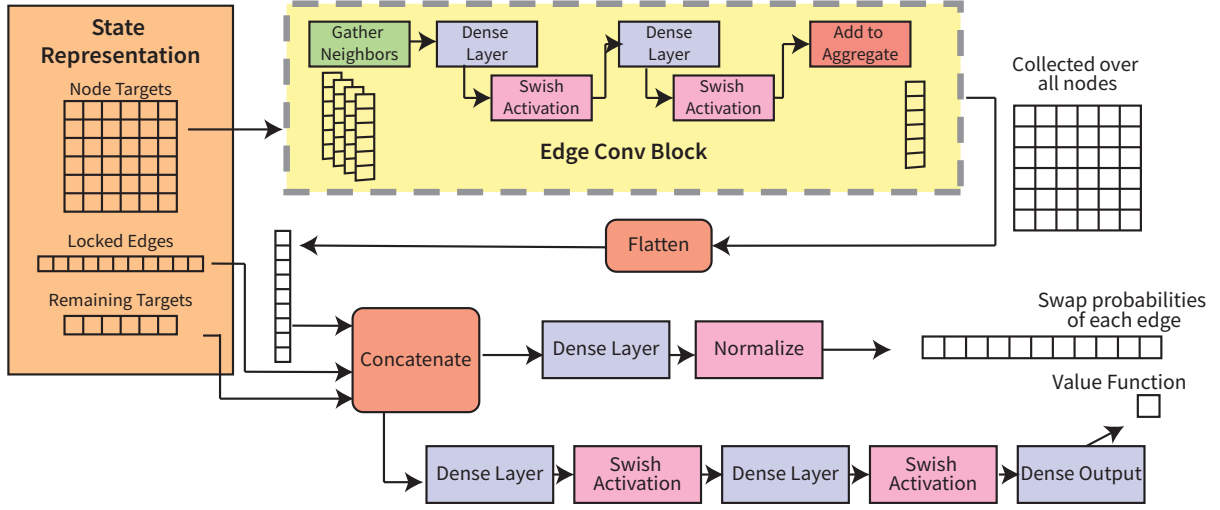 State
Representation
Node Targets
Locked Edges
Remaining Targets
Gather
Neighbors
Dense
Layer
Swish
Activation
Dense
Layer
Swish
Activation
Add to
Aggregate
Edge Conv Block
Collected over
all nodes
Flatten
Concatenate
Dense Layer
Normalize
Swap probabilities
of each edge
Value Function
Dense Layer
Swish
Activation
Dense Layer
Swish
Activation
Dense Output